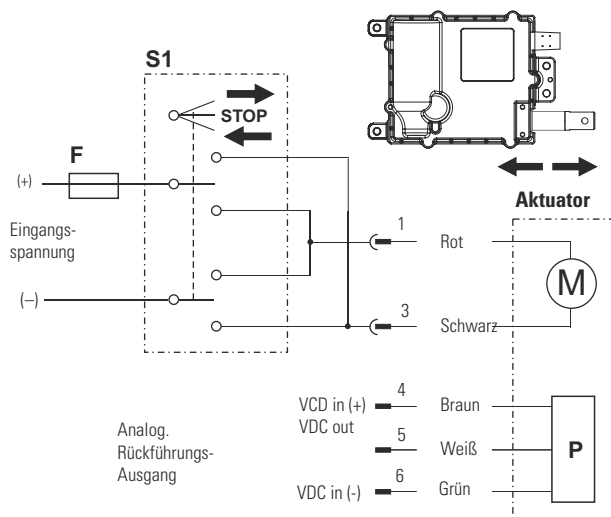 S1
STOP
F
(+)
Eingangs-
spannung
(–)
Aktuator
1
Rot
M
3
Schwarz
4
VCD in (+)
Braun
VDC out
5
Weiß
P
6
VDC in (-)
Grün
Analog.
Rückführungs-
Ausgang